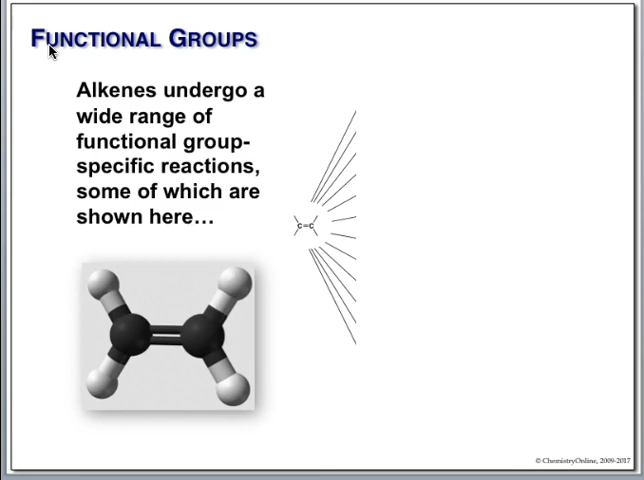 FUNCTIONAL GROUPS
Alkenes undergo a
wide range of
functional group-
specific reactions,
some of which are
shown here…
C=C
© ChemistryOnline, 2009-2017